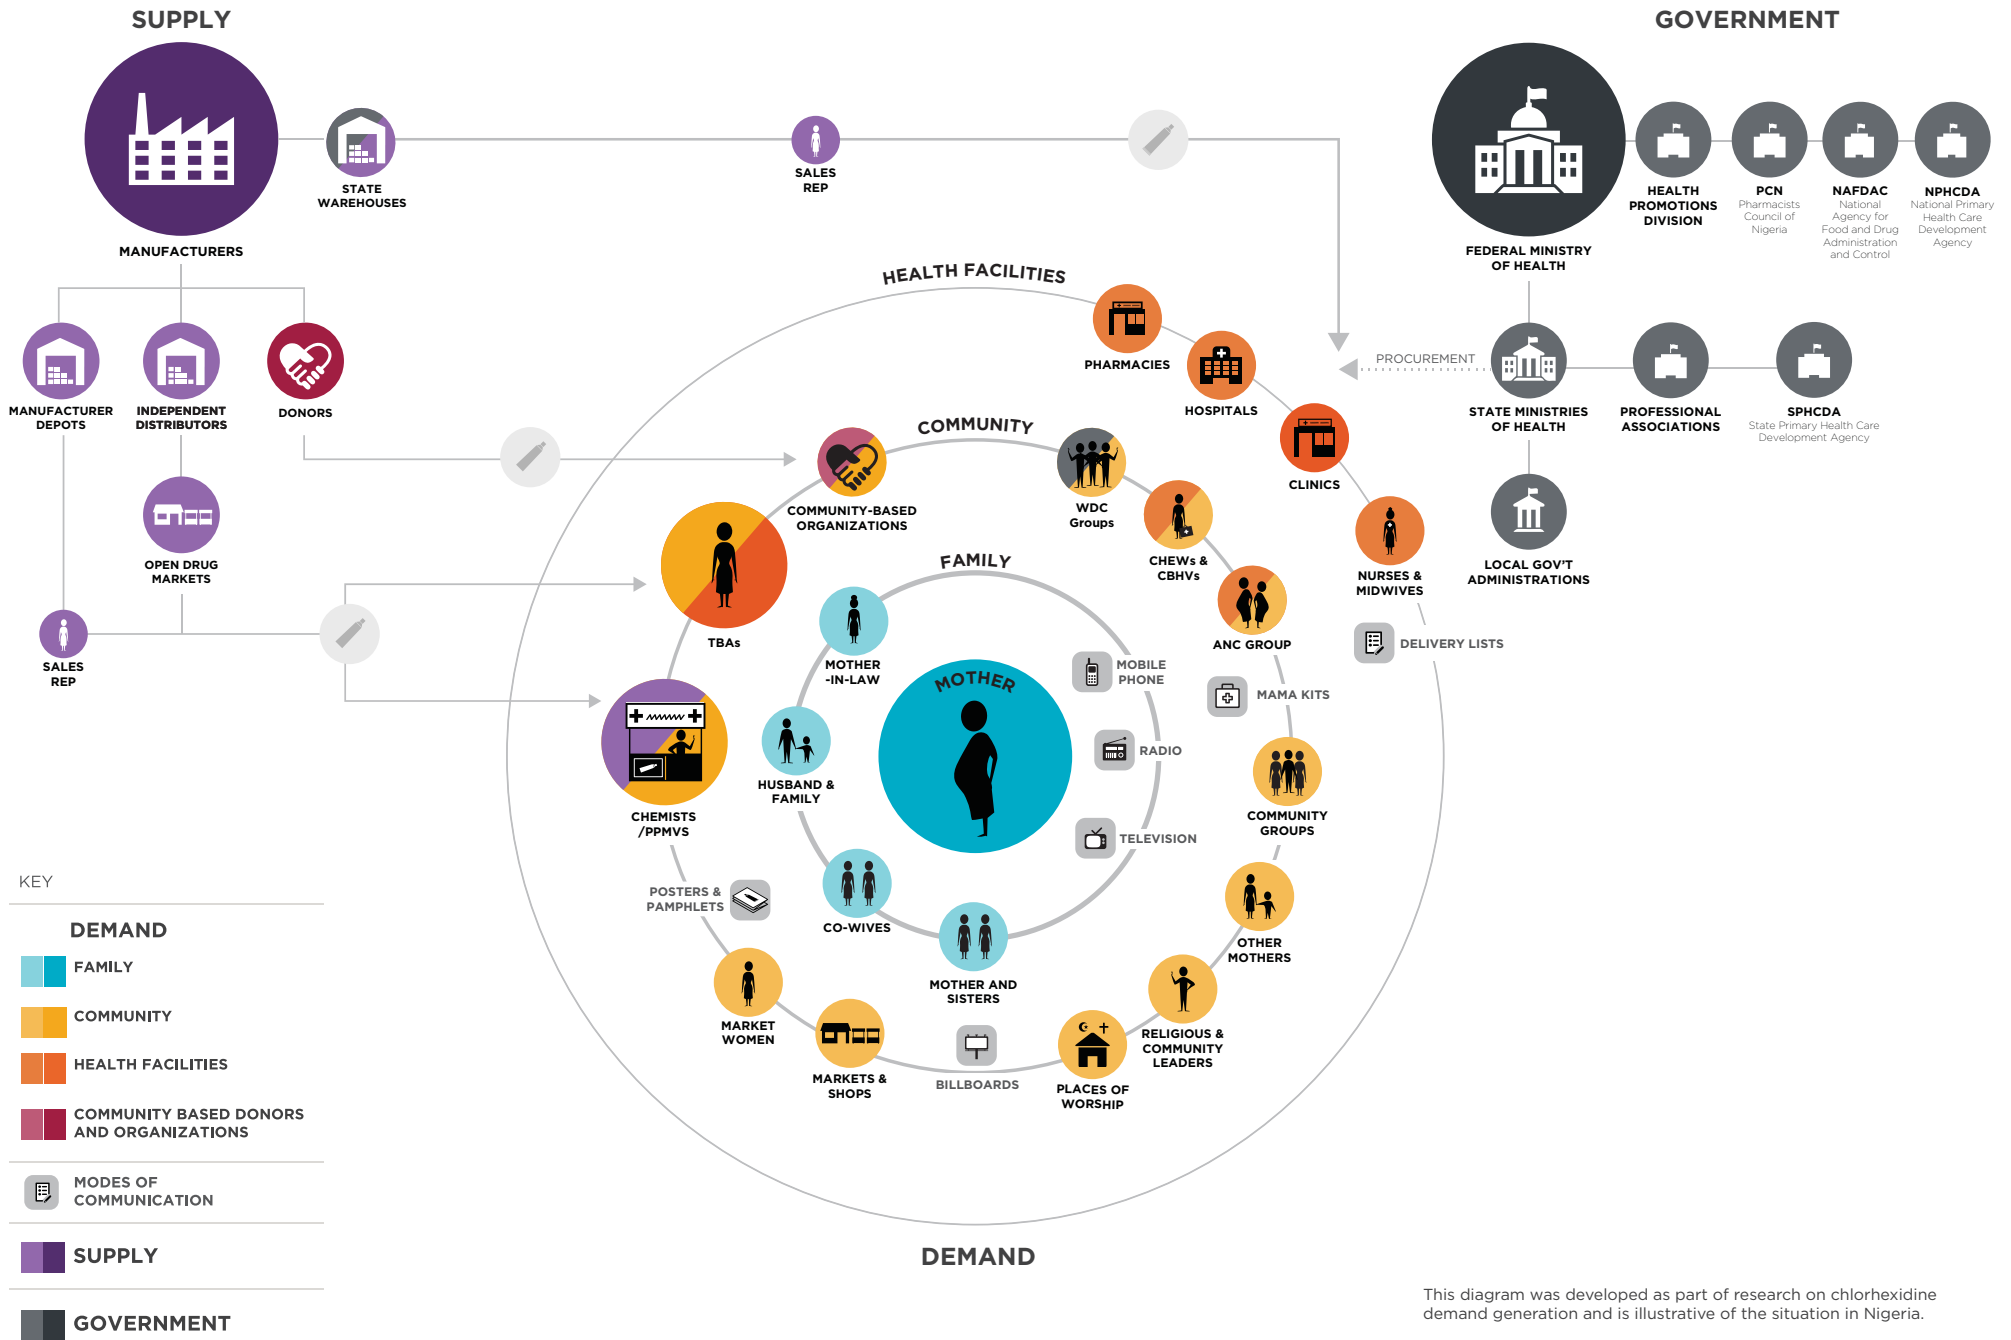 SUPPLY
GOVERNMENT
STATE
WAREHOUSES
SALES
REP
MANUFACTURERS
FEDERAL MINISTRY
OF HEALTH
HEALTH
PROMOTIONS
DIVISION
PCN
Pharmacists
Council of
Nigeria
NAFDAC
National
Agency for
Food and Drug
Administration
and Control
NPHCDA
National Primary
Health Care
Development
Agency
MANUFACTURER
DEPOTS
INDEPENDENT
DISTRIBUTORS
DONORS
OPEN DRUG
MARKETS
SALES
REP
PROCUREMENT
STATE MINISTRIES
OF HEALTH
PROFESSIONAL
ASSOCIATIONS
SPHCDA
State Primary Health Care
Development Agency
LOCAL GOV'T
ADMINISTRATIONS
HEALTH FACILITIES
PHARMACIES
HOSPITALS
CLINICS
NURSES &
MIDWIVES
DELIVERY LISTS
COMMUNITY
COMMUNITY-BASED
ORGANIZATIONS
WDC
Groups
CHEWs &
CBHVs
ANC GROUP
MAMA KITS
COMMUNITY
GROUPS
OTHER
MOTHERS
RELIGIOUS &
COMMUNITY
LEADERS
PLACES OF
WORSHIP
BILLBOARDS
MARKETS &
SHOPS
MARKET
WOMEN
POSTERS &
PAMPHLETS
CHEMISTS
/PPMVS
TBAs
FAMILY
MOTHER
-IN-LAW
HUSBAND &
FAMILY
CO-WIVES
MOTHER AND
SISTERS
MOBILE
PHONE
RADIO
TELEVISION
MOTHER
DEMAND
KEY
DEMAND
FAMILY
COMMUNITY
HEALTH FACILITIES
COMMUNITY BASED DONORS
AND ORGANIZATIONS
MODES OF
COMMUNICATION
SUPPLY
GOVERNMENT
This diagram was developed as part of research on chlorhexidine
demand generation and is illustrative of the situation in Nigeria.